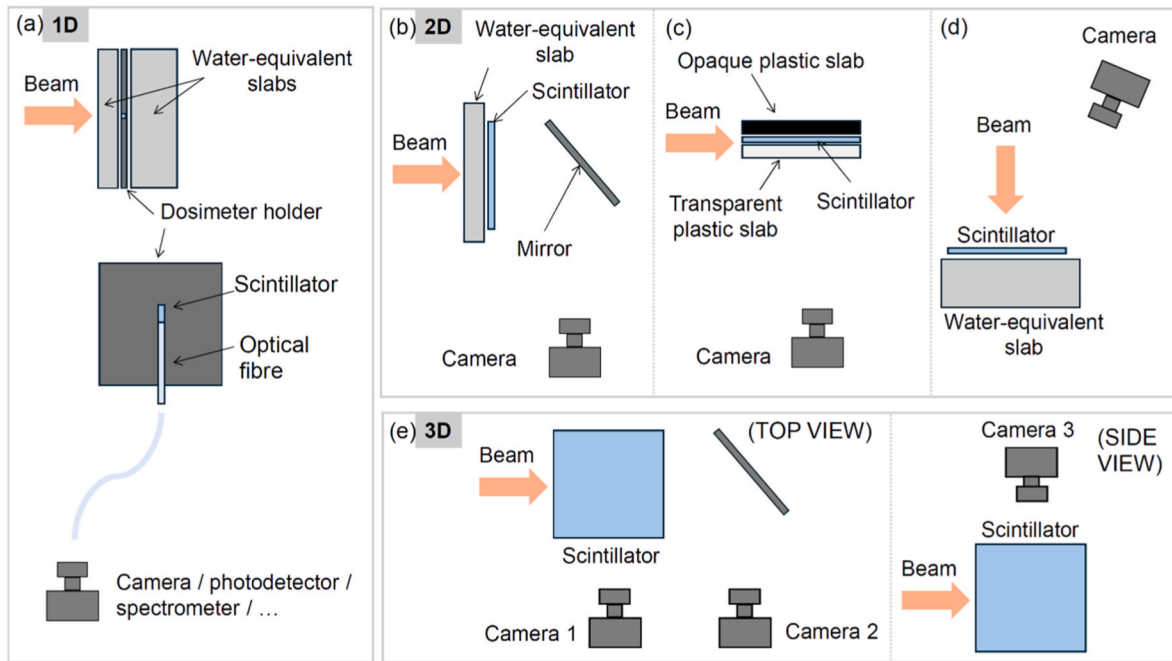 (a) 1D
Water-equivalent
slabs
Beam
Dosimeter holder
Scintillator
Optical
fibre
Camera / photodetector /
spectrometer / …
(b) 2D
Water-equivalent
slab
Scintillator
Beam
Mirror
Camera
(c)
Opaque plastic slab
Beam
Transparent
plastic slab
Scintillator
Camera
(d)
Camera
Beam
Scintillator
Water-equivalent
slab
(e) 3D
(TOP VIEW)
Beam
Scintillator
Camera 1
Camera 2
Camera 3
(SIDE
VIEW)
Scintillator
Beam